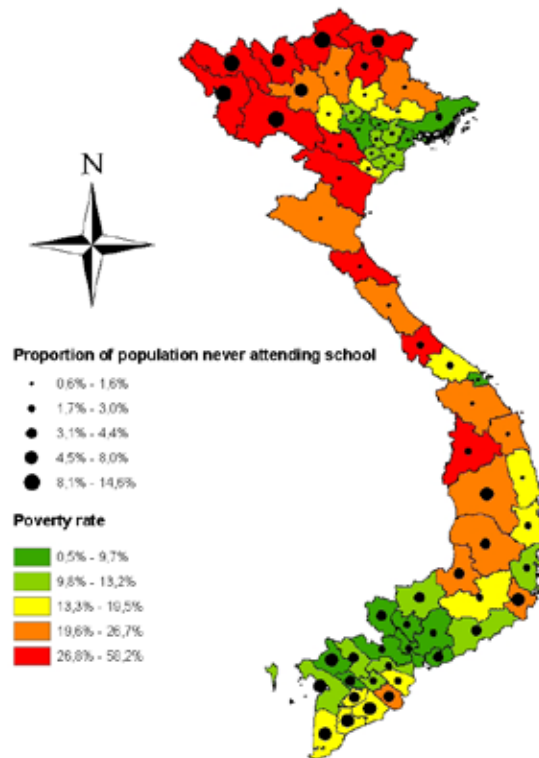 N
Proportion of population never attending school
0,6% - 1,6%
1,7% - 3,0%
3,1% - 4,4%
4,5% - 8,0%
8,1% - 14,6%
Poverty rate
0,5% - 9,7%
9,8% - 13,2%
13,3% - 19,5%
19,6% - 26,7%
26,8% - 58,2%